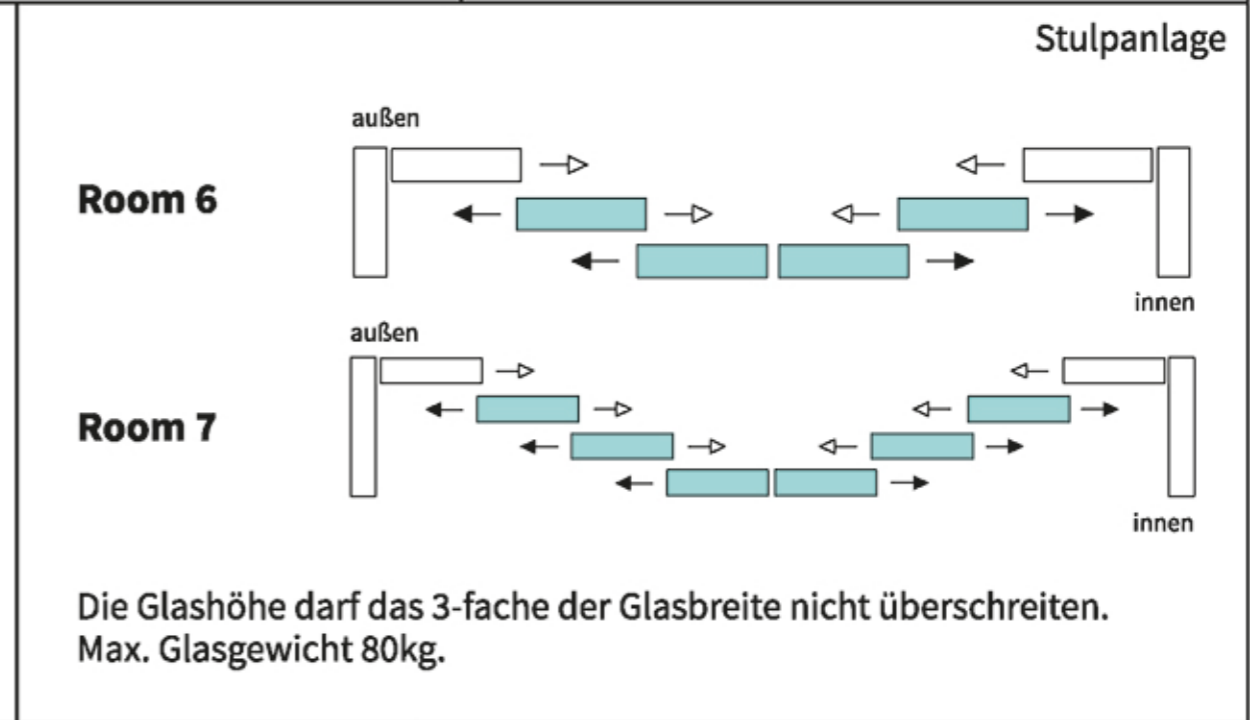 Stulpanlage
außen
Room 6
innen
außen
Room 7
innen
Die Glashöhe darf das 3-fache der Glasbreite nicht überschreiten.
Max. Glasgewicht 80kg.